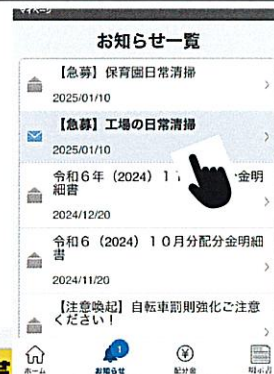 マイページ
お知らせ一覧
【急募】保育園日常清掃
2025/01/10
【急募】工場の日常清掃
2025/01/10
令和6年（2024）1 金明
細書
2024/12/20
令和6（2024）10月分配分金明細
書
2024/11/20
【注意喚起】自転車罰則強化ご注意
ください！
1
ホーム
お知らせ
配分金